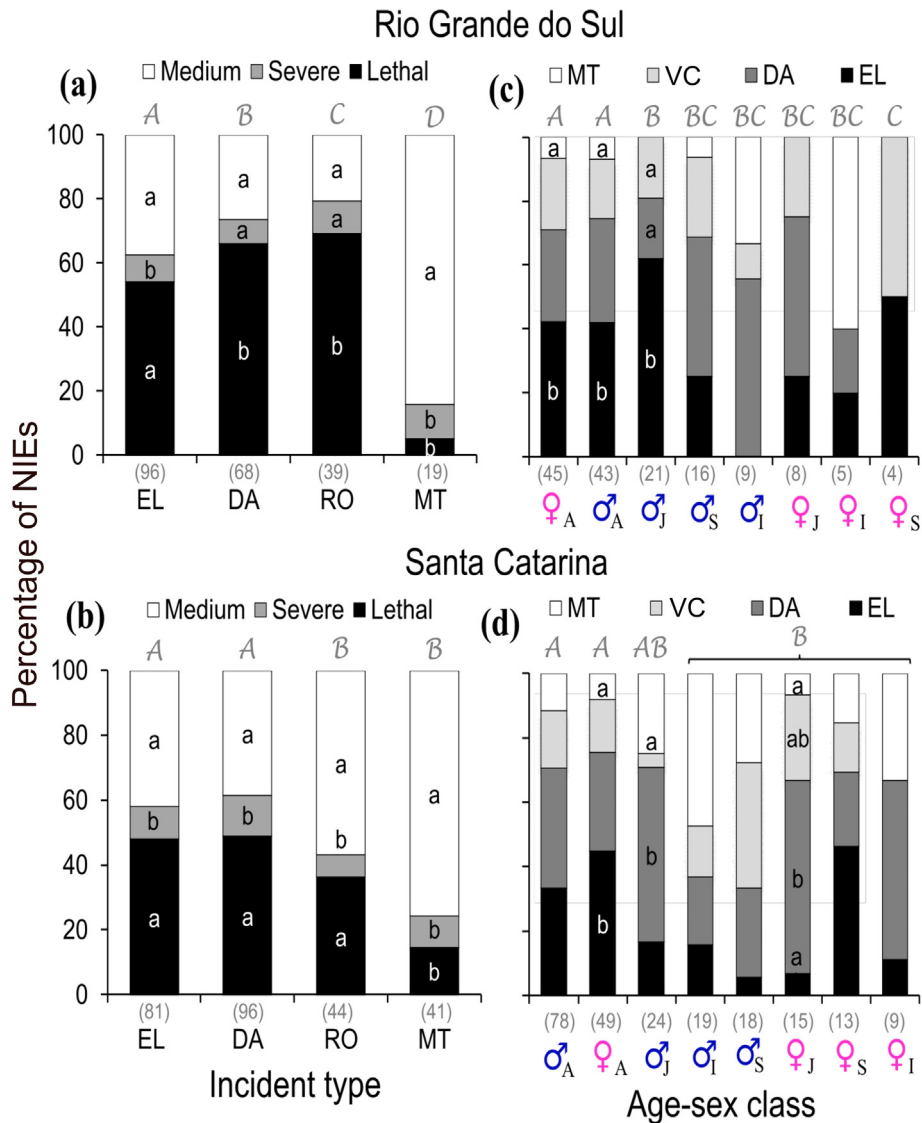 Rio Grande do Sul
Percentage of NIEs
(a)
Medium Severe Lethal
A B C D
100
80
60
40
20
0
a a a a
b a a b
a b b b
(96) (68) (39) (19)
EL DA RO MT
(c)
MT VC DA EL
A A B BC BC BC BC C
a a a
a
b b b
(45) (43) (21) (16) (9) (8) (5) (4)
♀A ♂A ♂J ♂S ♂I ♀J ♀I ♀S
Santa Catarina
(b)
Medium Severe Lethal
A A B B
100
80
60
40
20
0
a a a a
b b b b
a a a b
(81) (96) (44) (41)
EL DA RO MT
Incident type
(d)
MT VC DA EL
A A AB B
a a a
ab
b b
b a
(78) (49) (24) (19) (18) (15) (13) (9)
♂A ♀A ♂J ♂I ♂S ♀J ♀S ♀I
Age-sex class